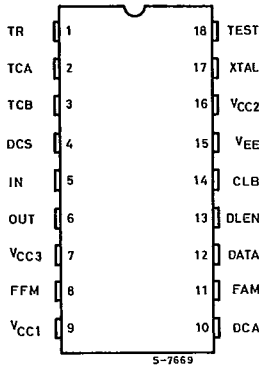 TR 1 18 TEST
TCA 2 17 XTAL
TCB 3 16 VCC2
DCS 4 15 VEE
IN 5 14 CLB
OUT 6 13 DLEN
VCC3 7 12 DATA
FFM 8 11 FAM
VCC1 9 10 DCA
S-7669